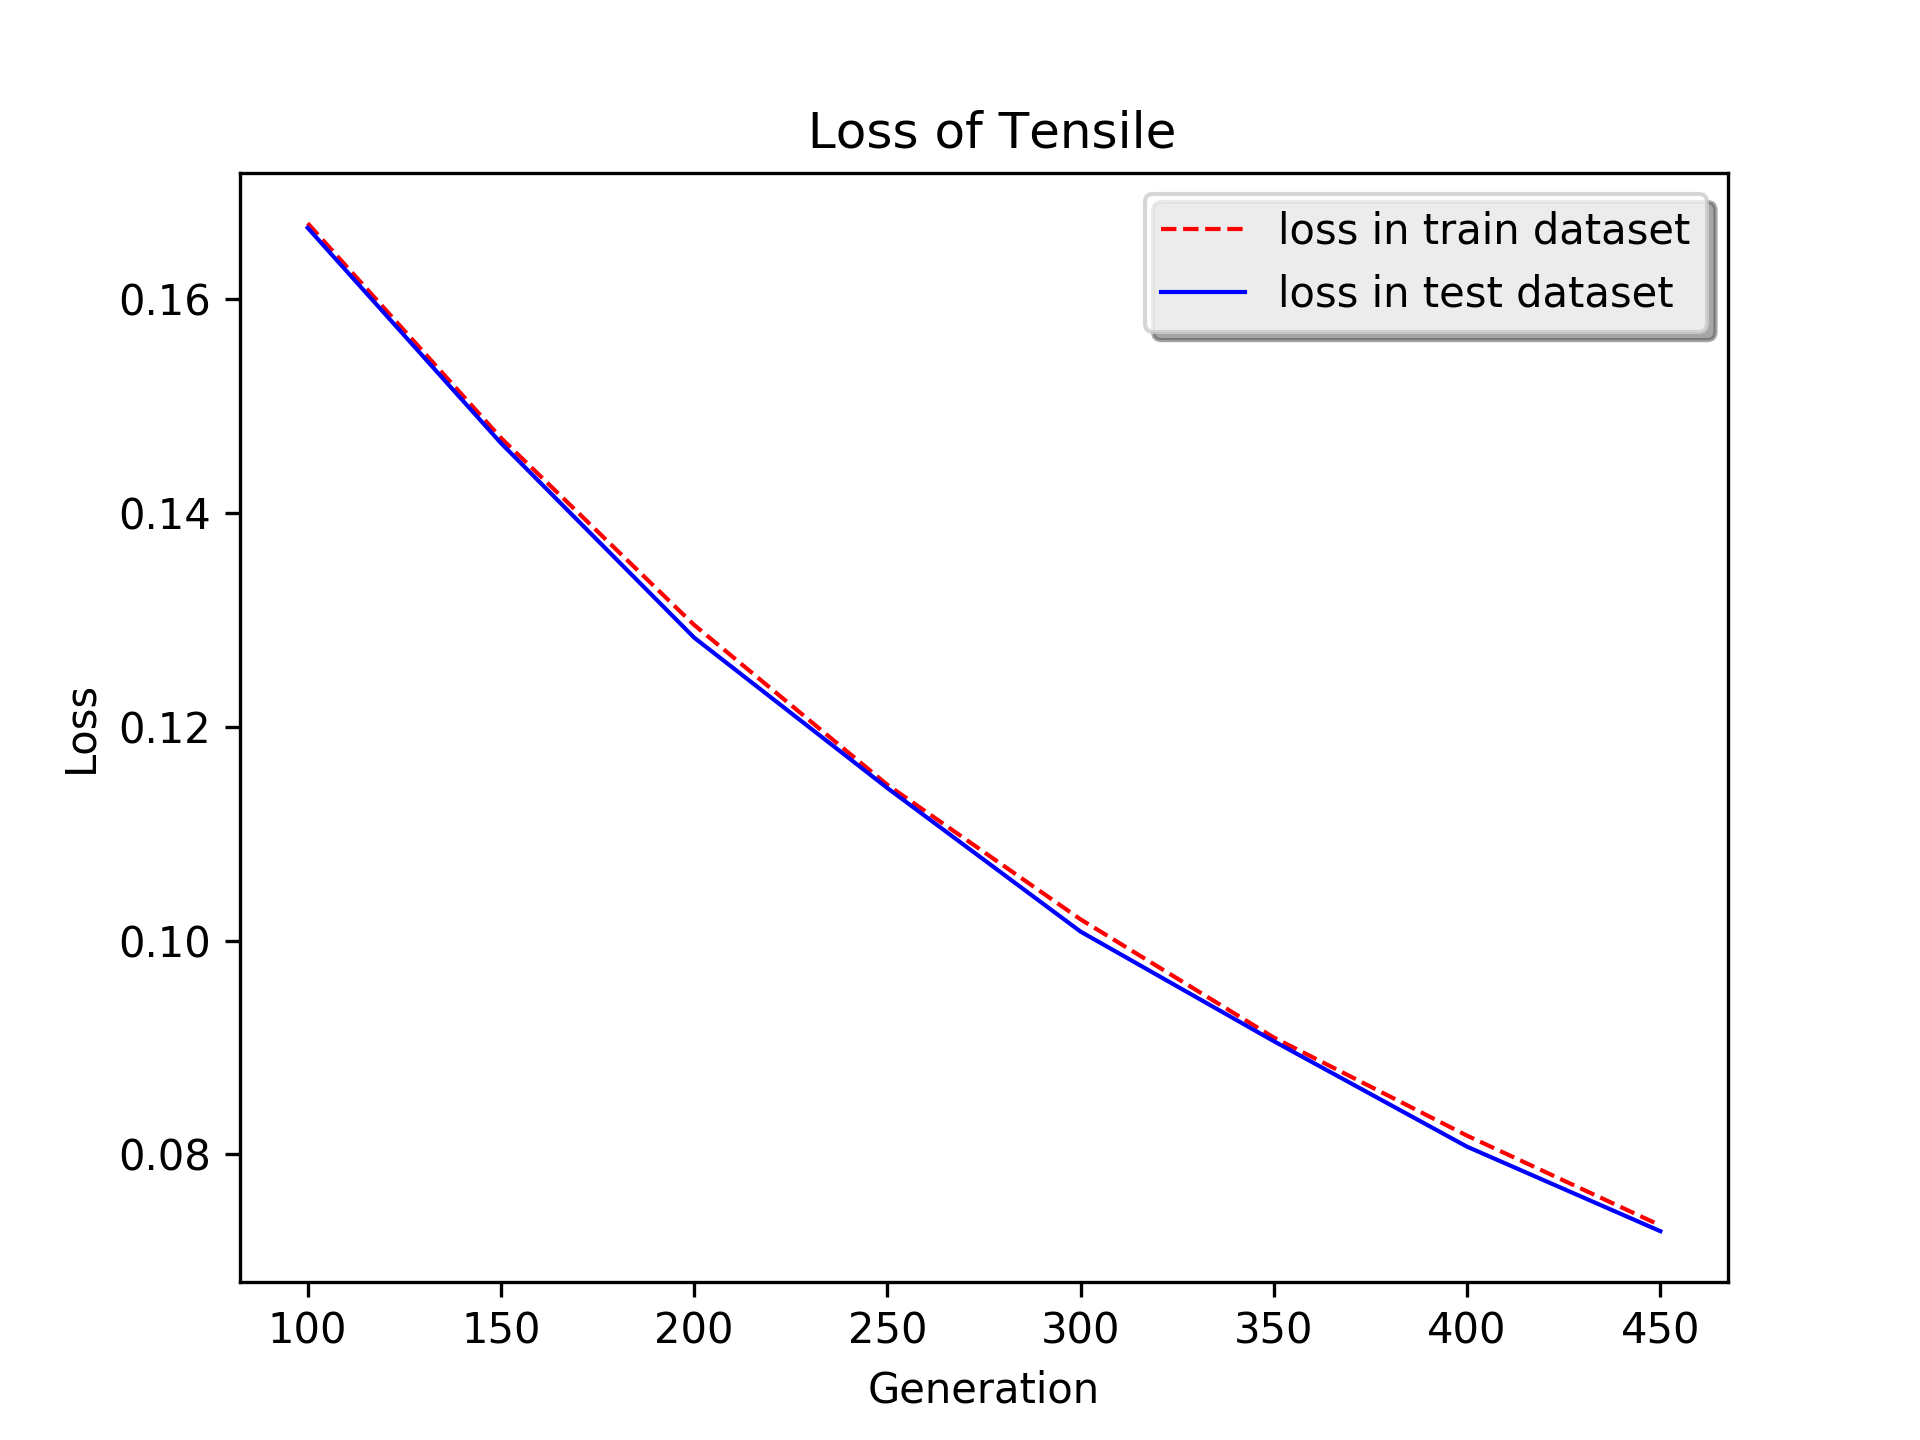 Loss of Tensile
loss in train dataset
loss in test dataset
0.16
0.14
0.12
0.10
0.08
Loss
100 150 200 250 300 350 400 450
Generation